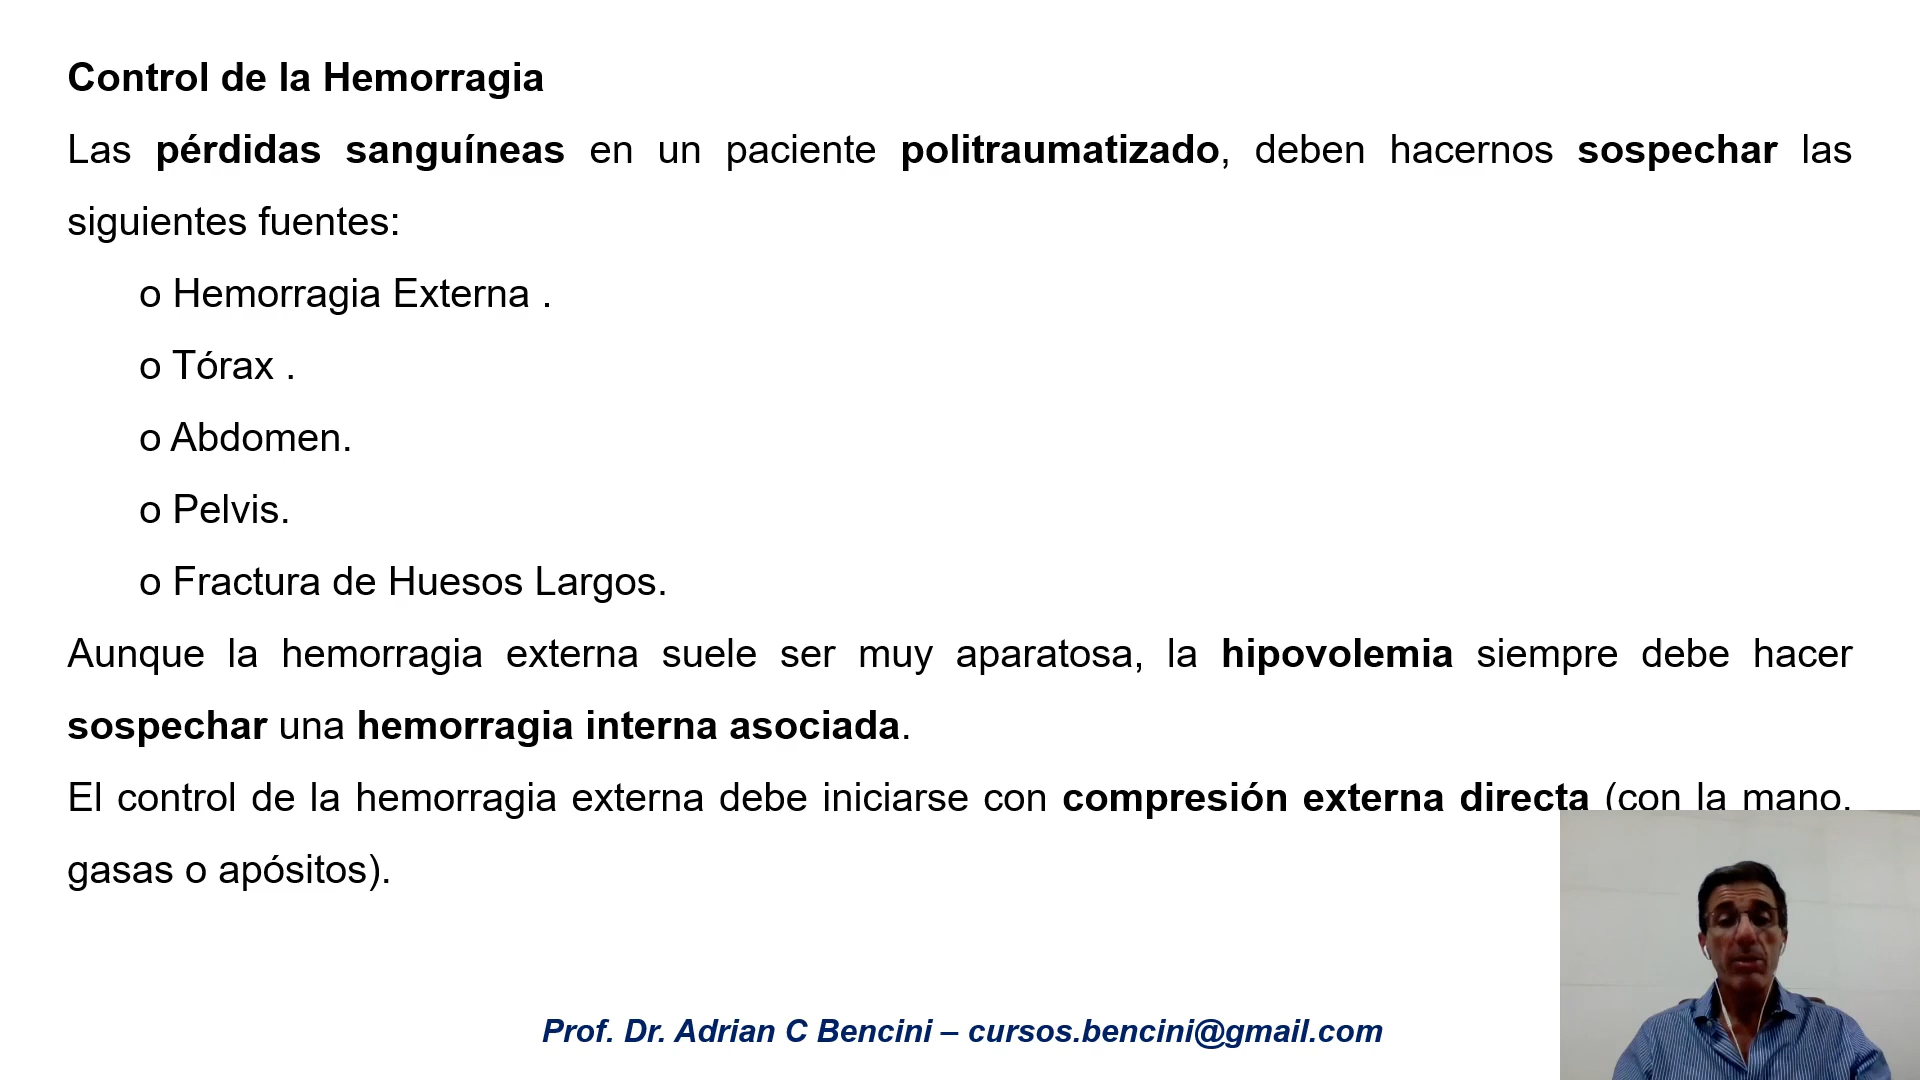 Control de la Hemorragia
Las pérdidas sanguíneas en un paciente politraumatizado, deben hacernos sospechar las
siguientes fuentes:
o Hemorragia Externa .
o Tórax .
o Abdomen.
o Pelvis.
o Fractura de Huesos Largos.
Aunque la hemorragia externa suele ser muy aparatosa, la hipovolemia siempre debe hacer
sospechar una hemorragia interna asociada.
El control de la hemorragia externa debe iniciarse con compresión externa directa (con la mano,
gasas o apósitos).
Prof. Dr. Adrian C Bencini – cursos.bencini@gmail.com